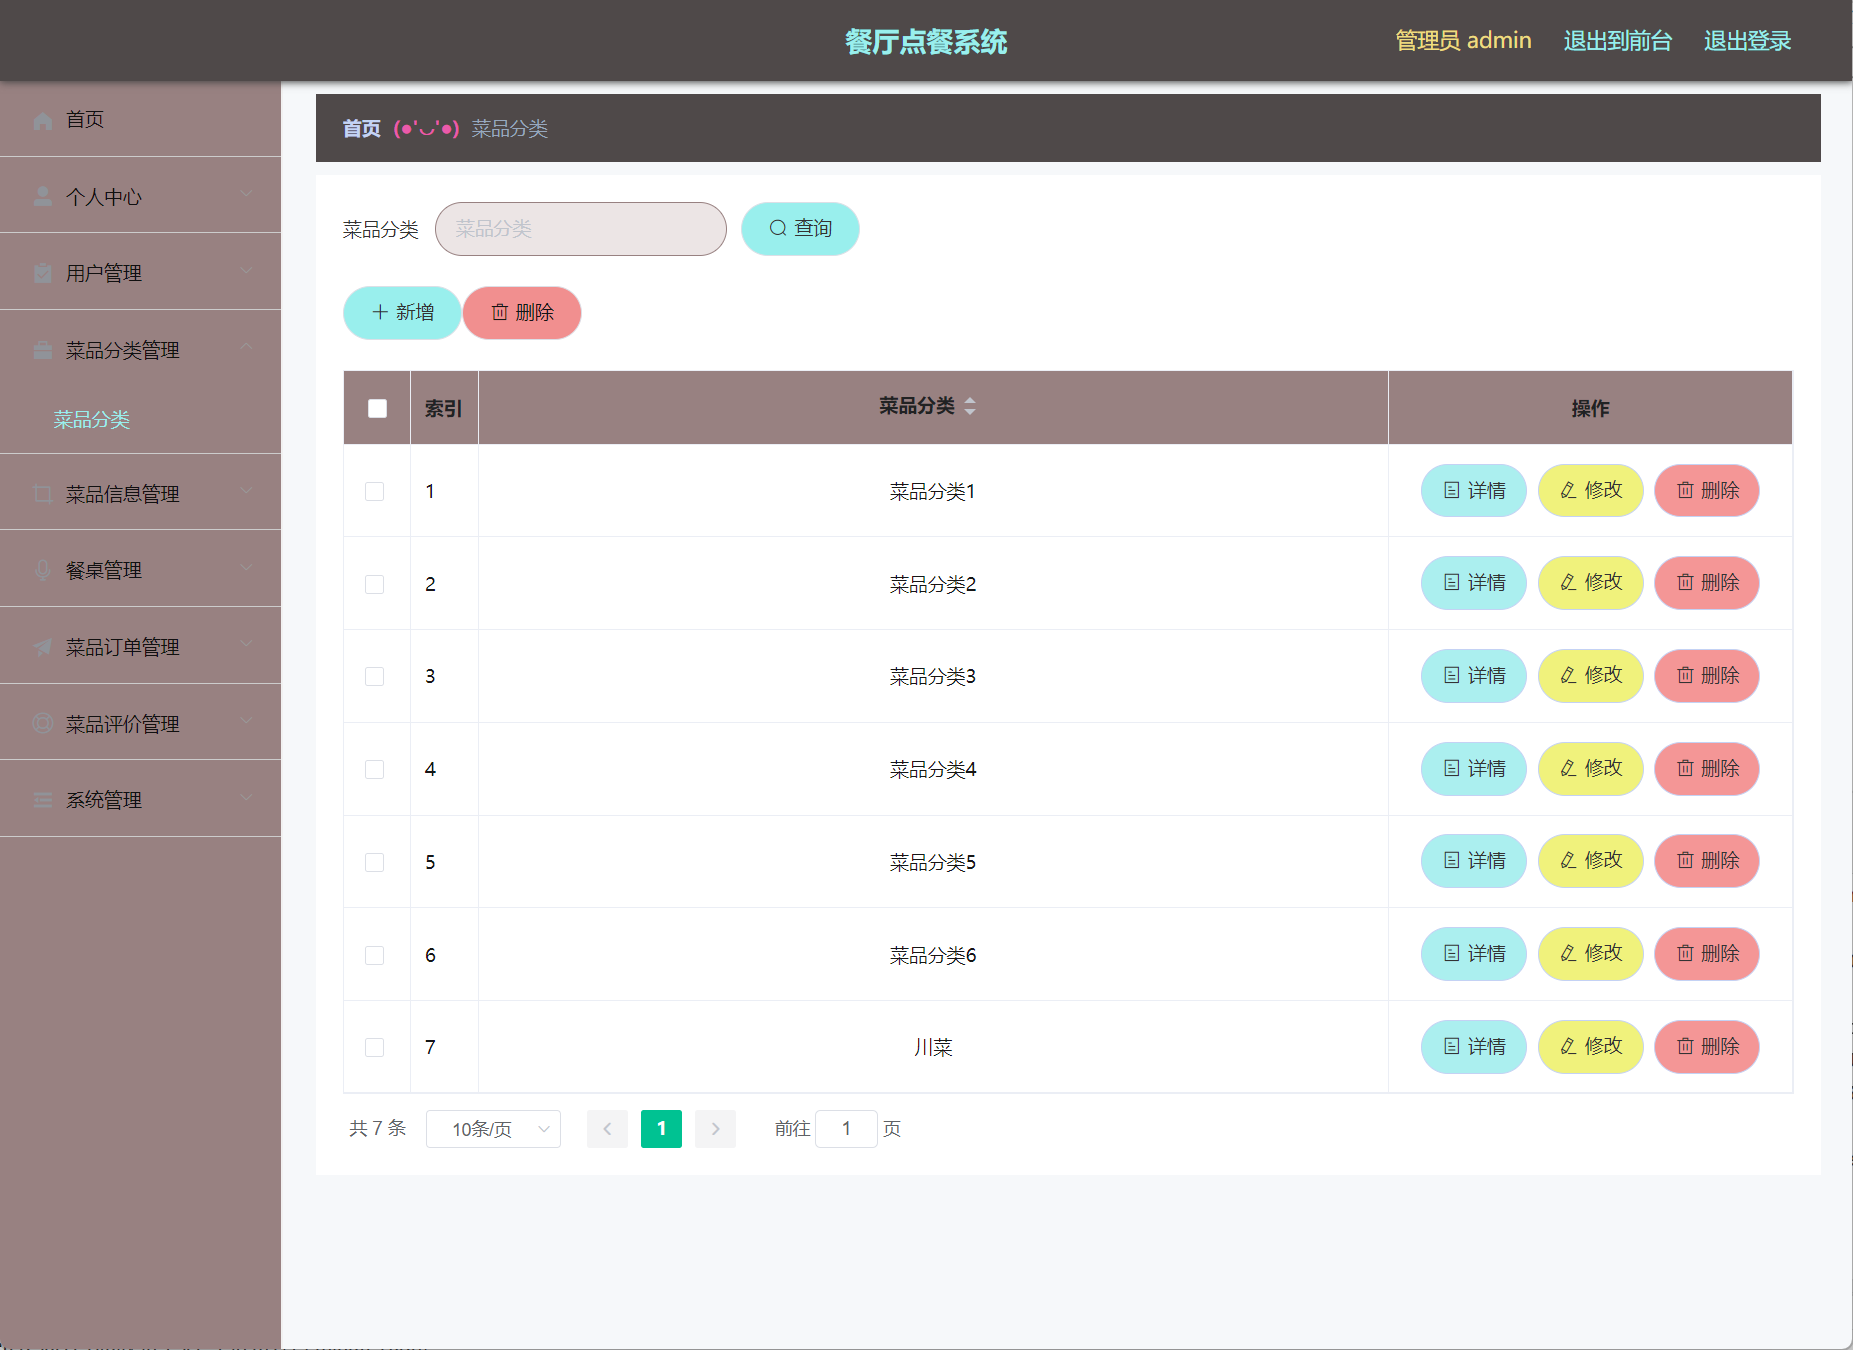 餐厅点餐系统
管理员 admin 退出到前台 退出登录
首页
个人中心
用户管理
菜品分类管理
菜品分类
菜品信息管理
餐桌管理
菜品订单管理
菜品评价管理
系统管理
首页 (●'◡'●) 菜品分类
菜品分类 菜品分类 查询
新增 删除
索引 菜品分类 操作
1 菜品分类1 详情 修改 删除
2 菜品分类2 详情 修改 删除
3 菜品分类3 详情 修改 删除
4 菜品分类4 详情 修改 删除
5 菜品分类5 详情 修改 删除
6 菜品分类6 详情 修改 删除
7 川菜 详情 修改 删除
共 7 条 10条/页 1 前往 1 页